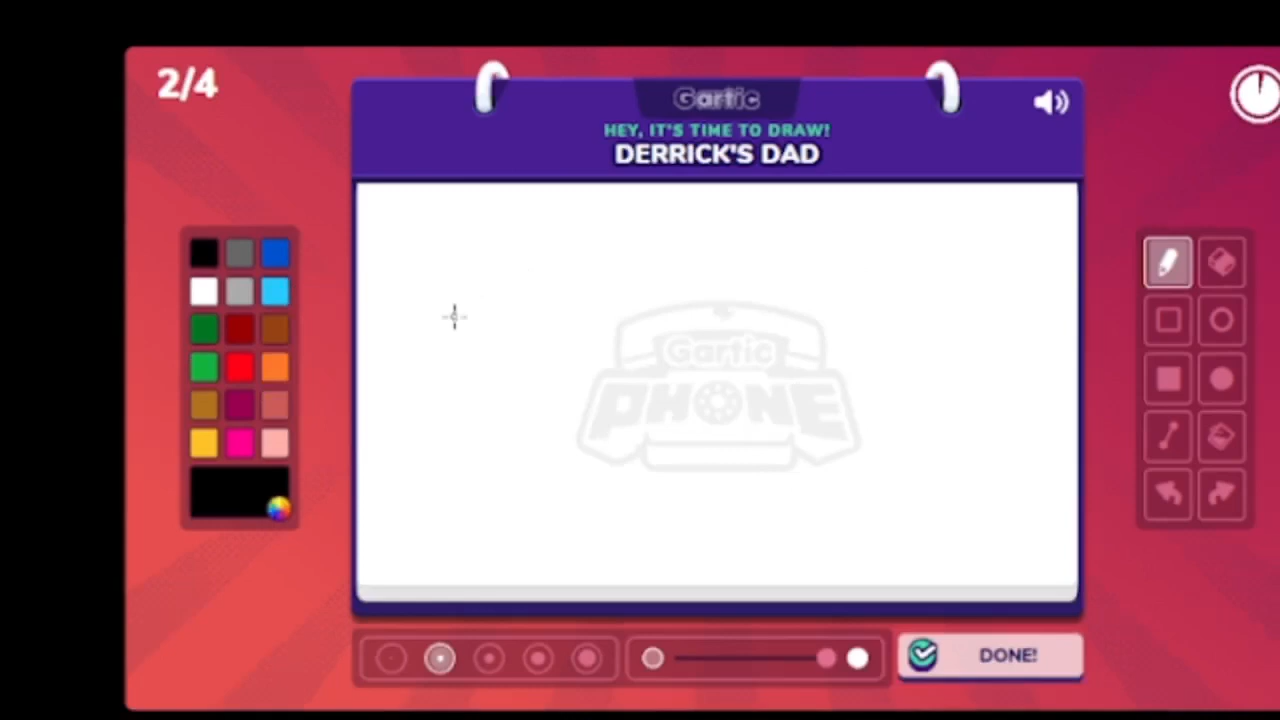 2/4
Gartic
HEY, IT'S TIME TO DRAW!
DERRICK'S DAD
Gartic
PHONE
DONE!